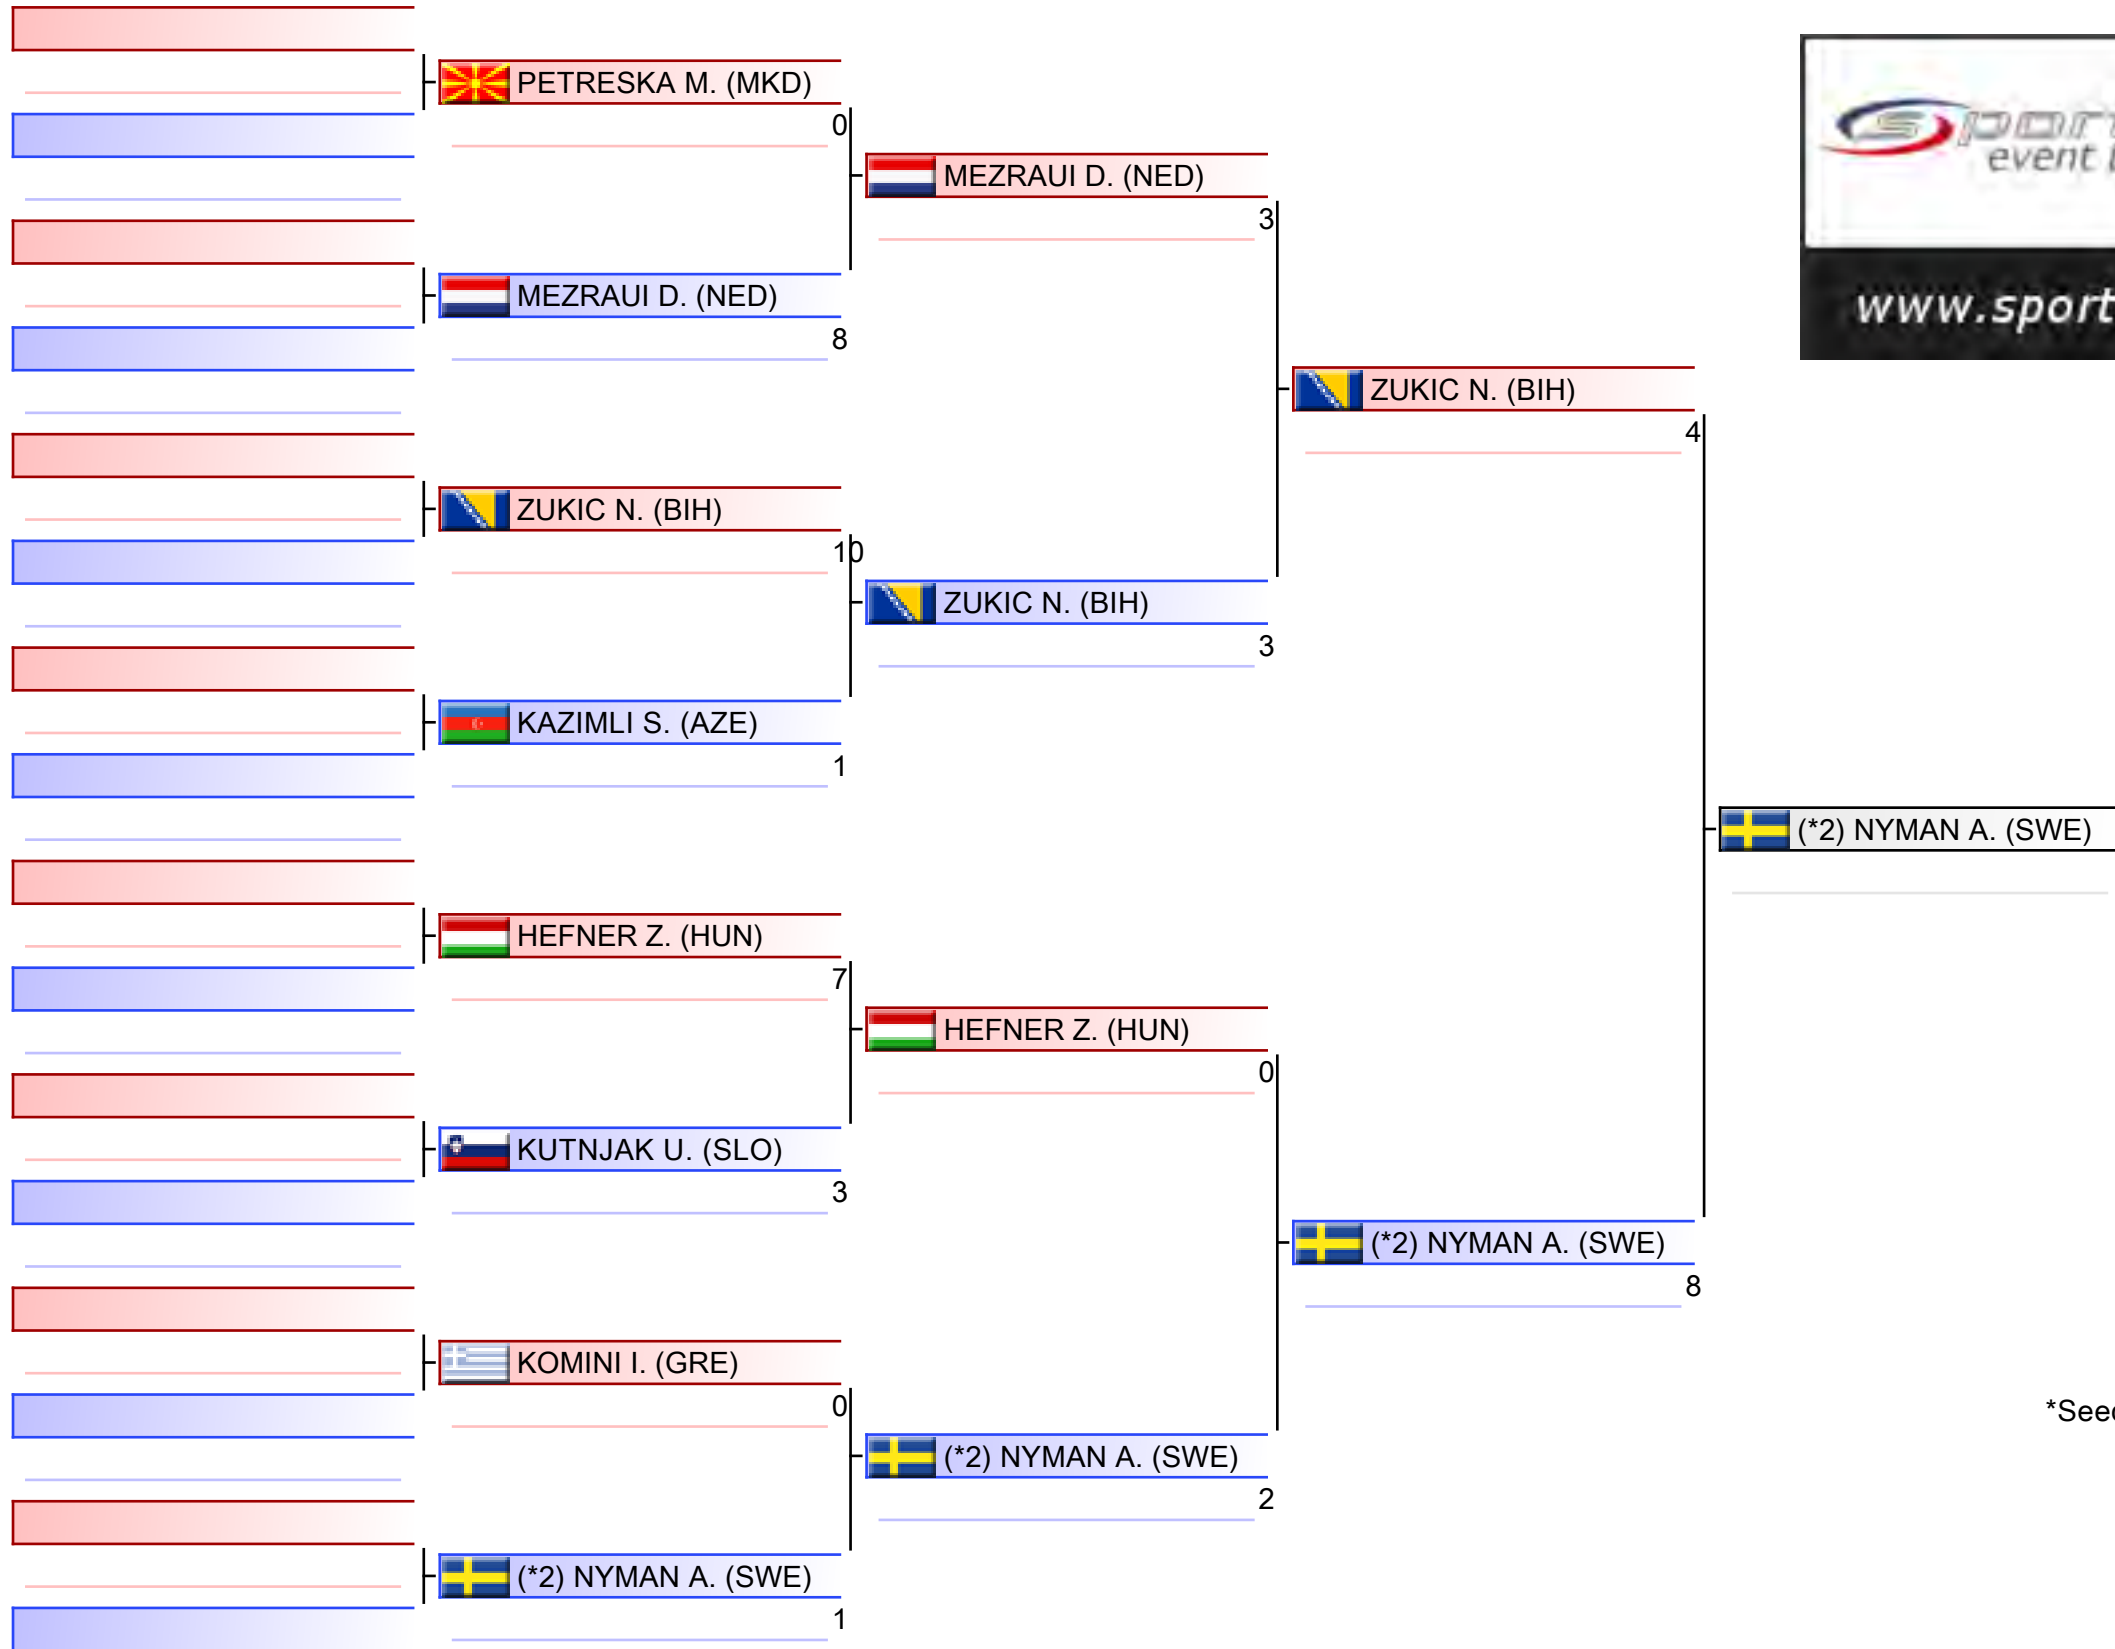 PETRESKA M. (MKD)
0
MEZRAUI D. (NED)
8
ZUKIC N. (BIH)
10
KAZIMLI S. (AZE)
1
HEFNER Z. (HUN)
7
KUTNJAK U. (SLO)
3
KOMINI I. (GRE)
0
(*2) NYMAN A. (SWE)
1
MEZRAUI D. (NED)
3
ZUKIC N. (BIH)
3
HEFNER Z. (HUN)
0
(*2) NYMAN A. (SWE)
2
ZUKIC N. (BIH)
4
(*2) NYMAN A. (SWE)
8
(*2) NYMAN A. (SWE)
event
www.sport